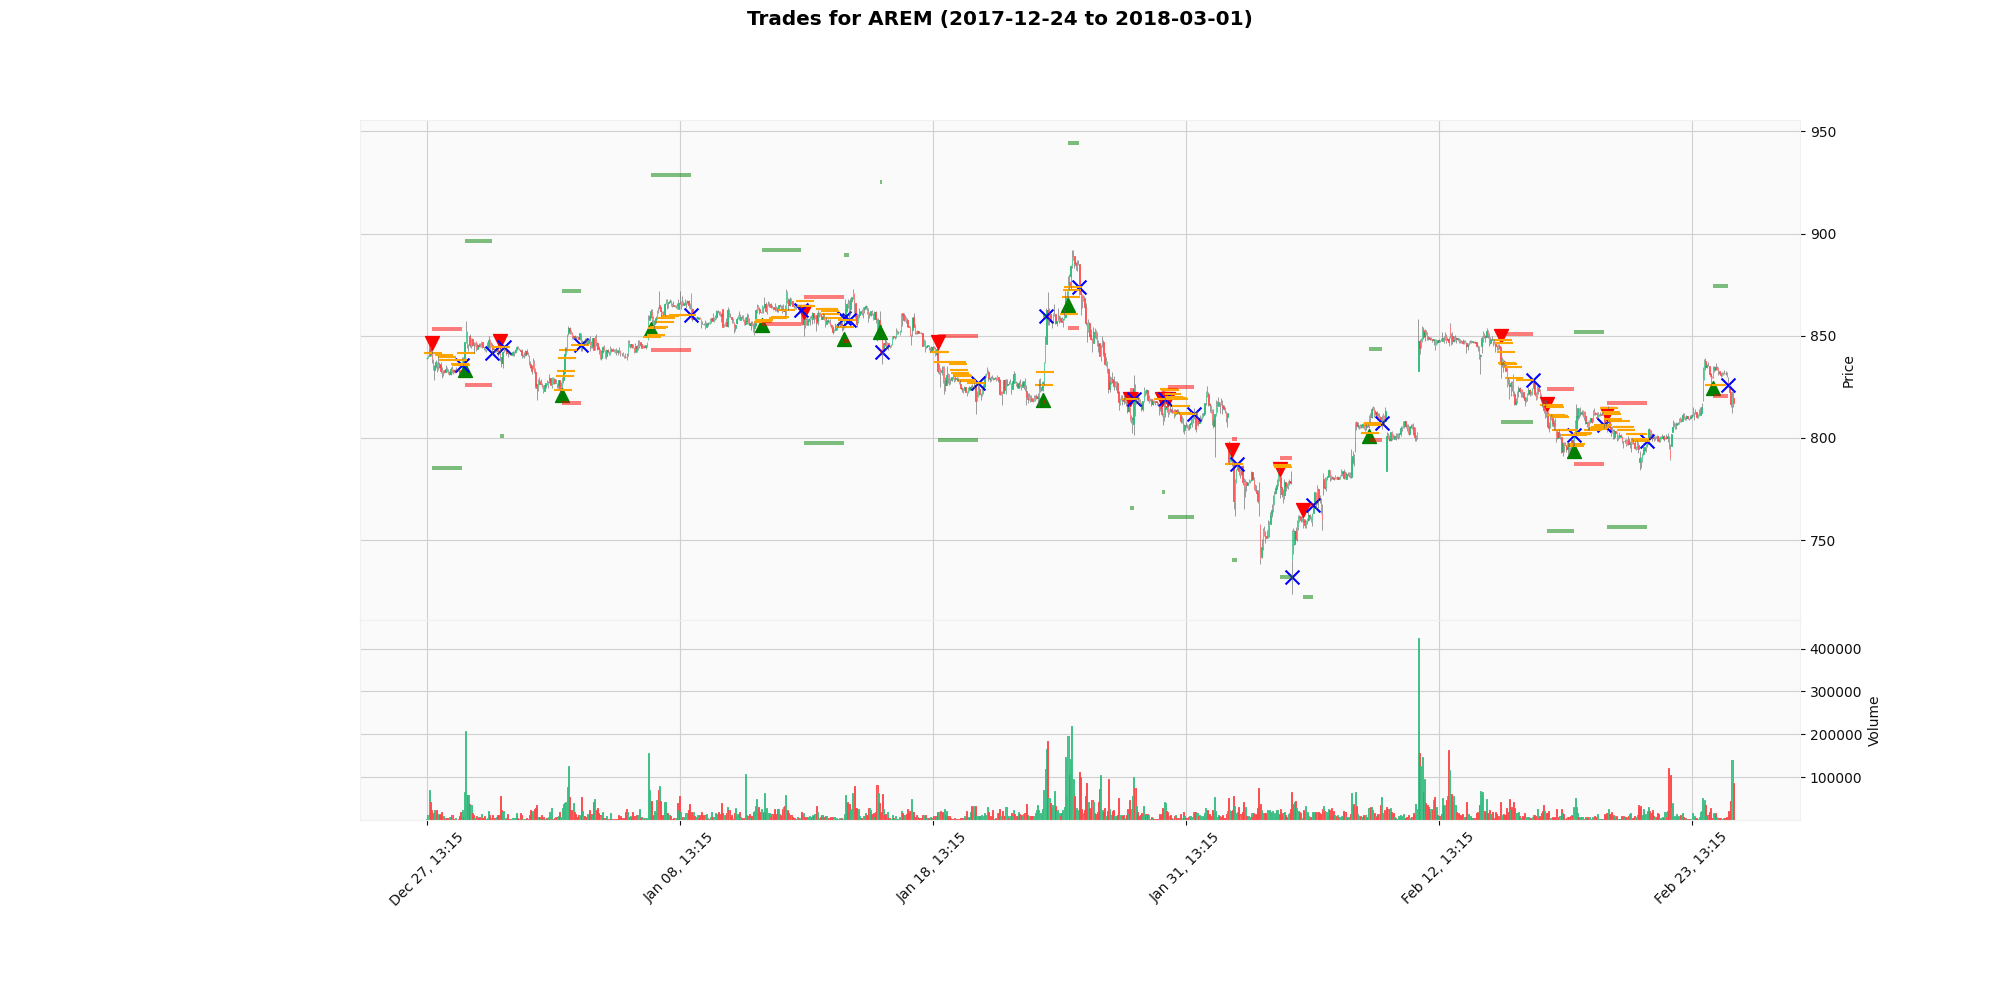 Trades for AREM (2017-12-24 to 2018-03-01)
950
900
850
800
750
Price
400000
300000
200000
100000
Volume
Dec 27, 13:15
Jan 08, 13:15
Jan 18, 13:15
Jan 31, 13:15
Feb 12, 13:15
Feb 23, 13:15